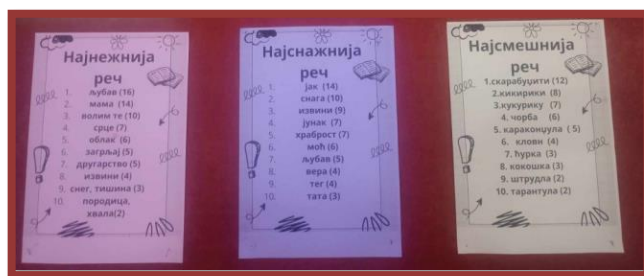 Најнежнија
реч
1. љубав (16)
2. мама (14)
3. волим те (10)
4. срце (7)
5. облак (6)
6. загрљај (5)
7. другарство (5)
8. извини (4)
9. снег, тишина (3)
10. породица,
хвала(2)
Најснажнија
реч
1. јак (14)
2. снага (10)
3. извини (9)
4. јунак (7)
5. храброст (7)
6. моћ (6)
7. љубав (5)
8. вера (4)
9. тег (4)
10. тата (3)
Најсмешнија
реч
1.скарабуџити (12)
2.кикирики (8)
3.кукурику (7)
4. чорба (6)
5. караконџула ( 5)
6. кловн (4)
7. ћурка (3)
8. кокошка (3)
9. штрудла (2)
10. тарантула (2)